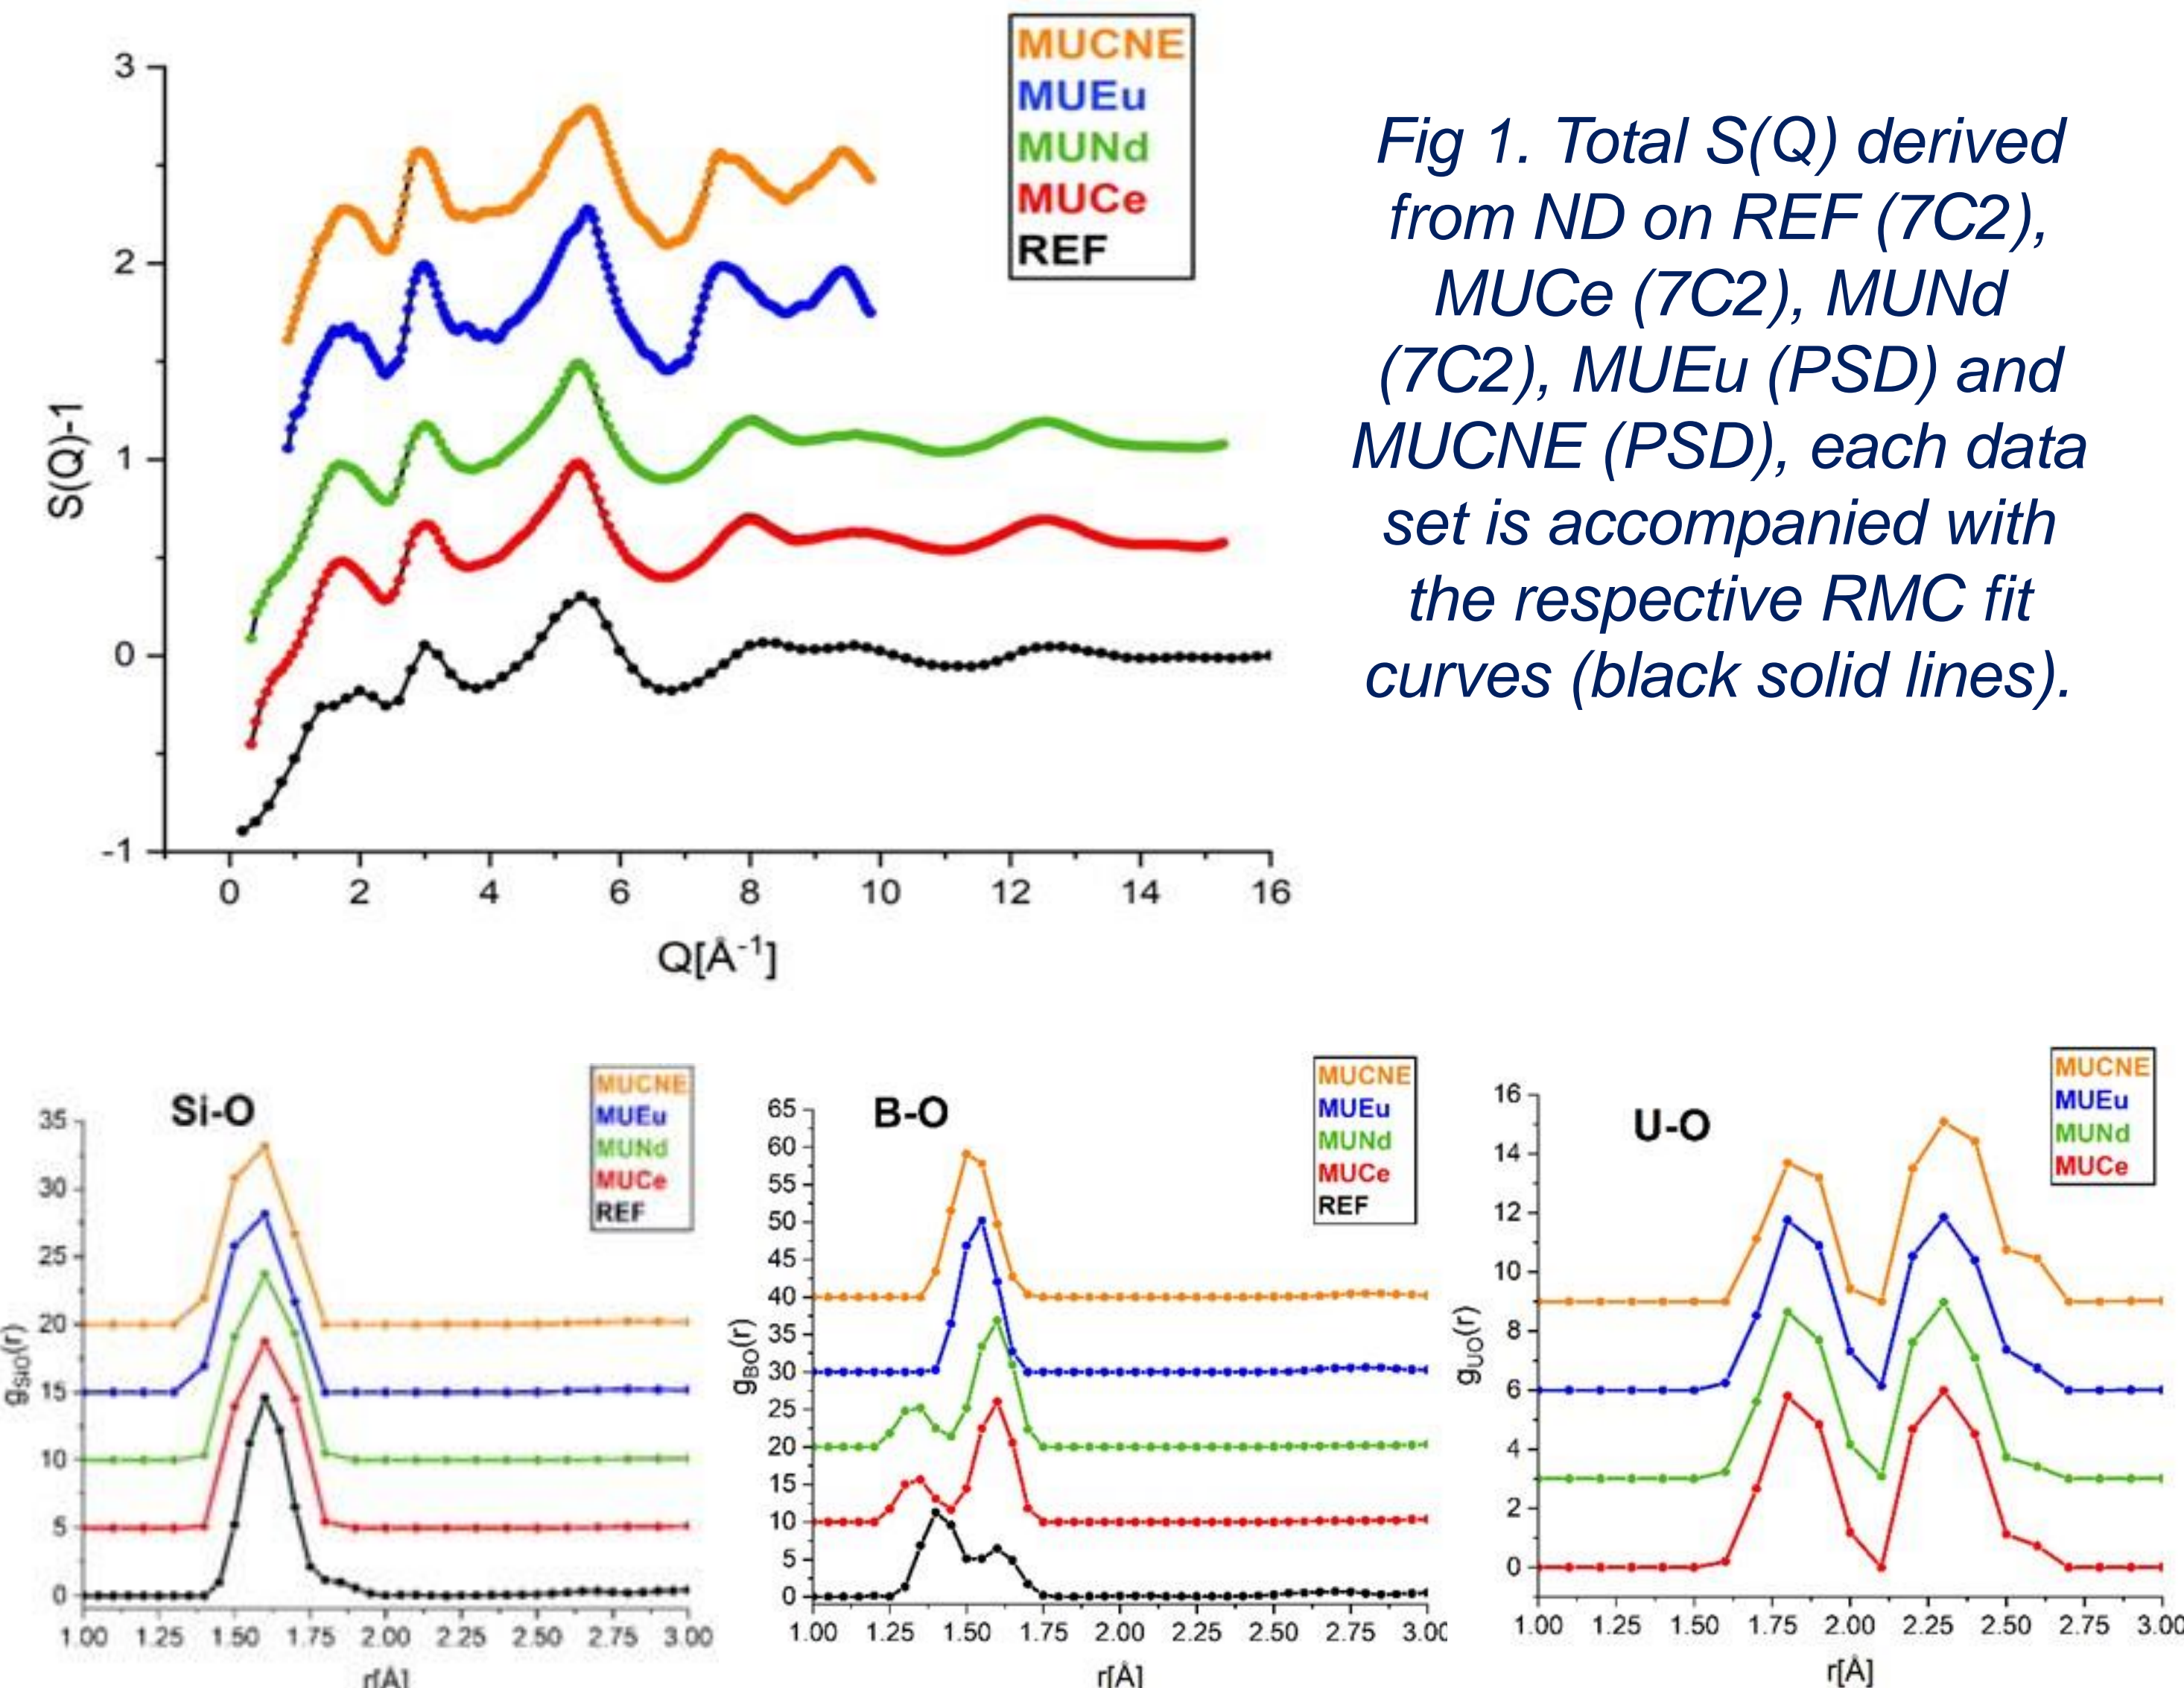 MUCNE
MUEu
MUNd
MUCe
REF
3
2
1
0
-1
S(Q)-1
0 2 4 6 8 10 12 14 16
Q[Å⁻¹]
Fig 1. Total S(Q) derived
from ND on REF (7C2),
MUCe (7C2), MUNd
(7C2), MUEu (PSD) and
MUCNE (PSD), each data
set is accompanied with
the respective RMC fit
curves (black solid lines).
Si-O
MUCNE
MUEu
MUNd
MUCe
REF
35
30
25
20
15
10
5
0
gSiO(r)
1.00 1.25 1.50 1.75 2.00 2.25 2.50 2.75 3.00
r[Å]
B-O
MUCNE
MUEu
MUNd
MUCe
REF
65
60
55
50
45
40
35
30
25
20
15
10
5
0
gBO(r)
1.00 1.25 1.50 1.75 2.00 2.25 2.50 2.75 3.00
r[Å]
U-O
MUCNE
MUEu
MUNd
MUCe
16
14
12
10
8
6
4
2
0
gUO(r)
1.00 1.25 1.50 1.75 2.00 2.25 2.50 2.75 3.00
r[Å]